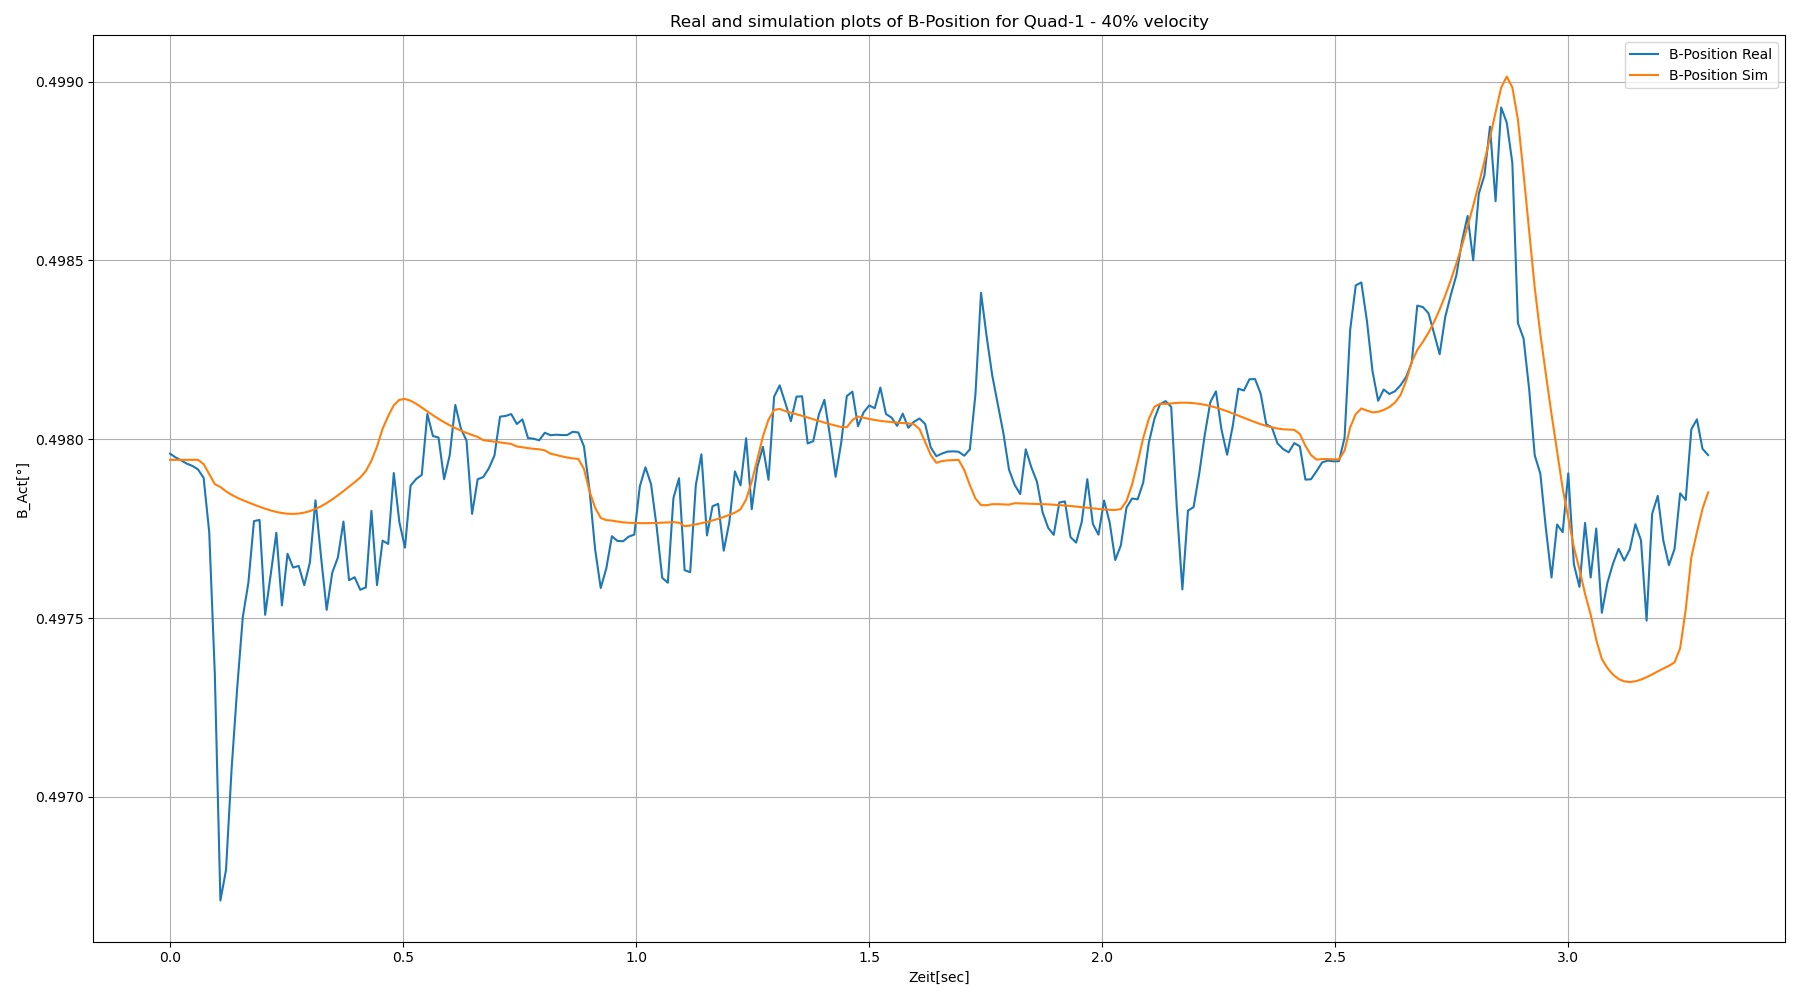 Real and simulation plots of B-Position for Quad-1 - 40% velocity
B-Position Real
B-Position Sim
0.4990
0.4985
0.4980
0.4975
0.4970
B_Act[°]
0.0 0.5 1.0 1.5 2.0 2.5 3.0
Zeit[sec]